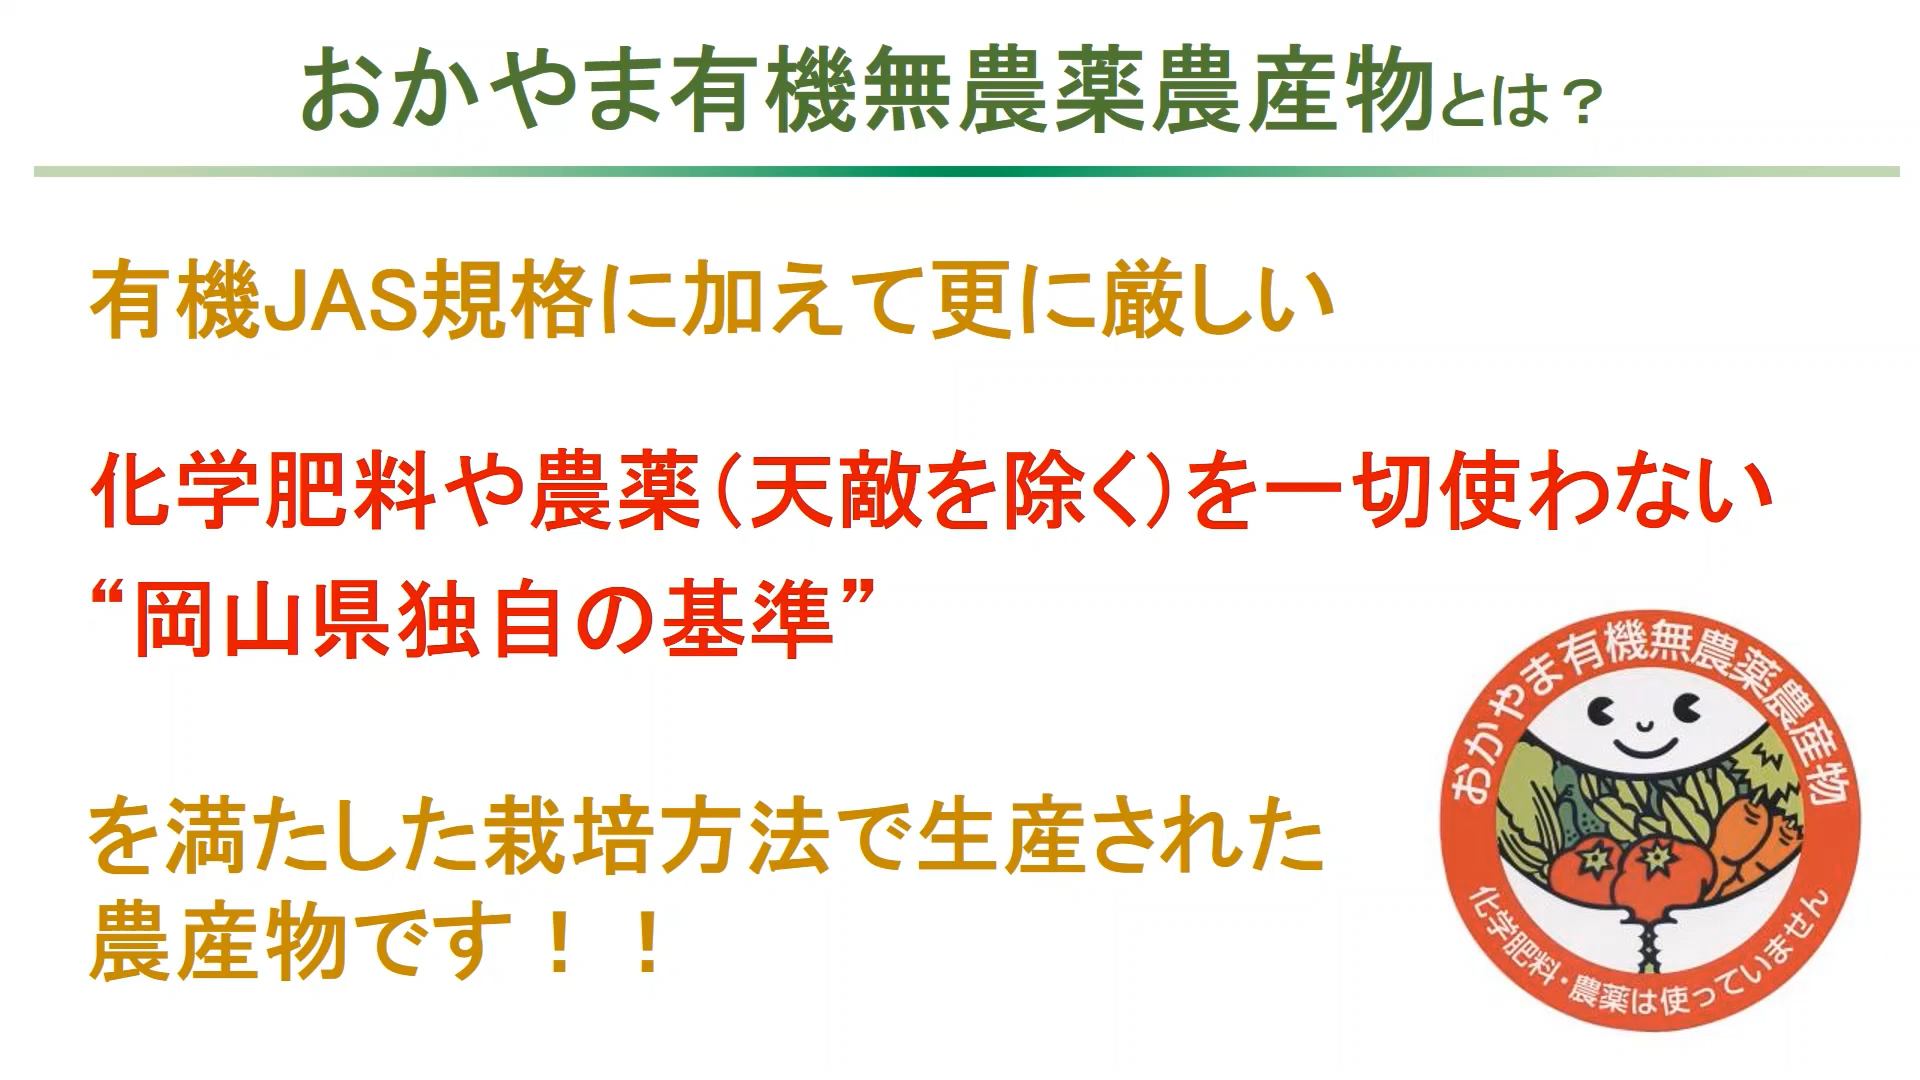 おかやま有機無農薬農産物とは？
有機JAS規格に加えて更に厳しい
化学肥料や農薬（天敵を除く）を一切使わない
“岡山県独自の基準”
を満たした栽培方法で生産された
農産物です！！
おかやま有機無農薬農産物
化学肥料・農薬は使っていません